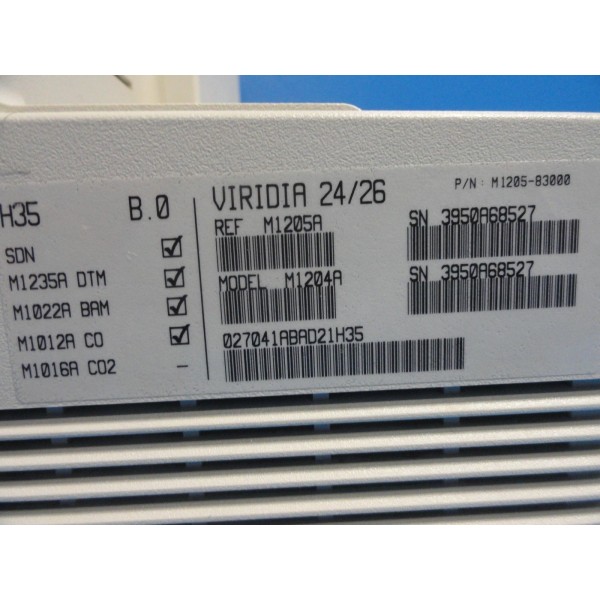 H35 B.0
SDN ☑
M1235A DTM ☑
M1022A BAM ☑
M1012A CO ☑
M1016A CO2 –
VIRIDIA 24/26
P/N: M1205-83000
REF M1205A
SN 3950A68527
MODEL M1204A
SN 3950A68527
027041ABAD21H35